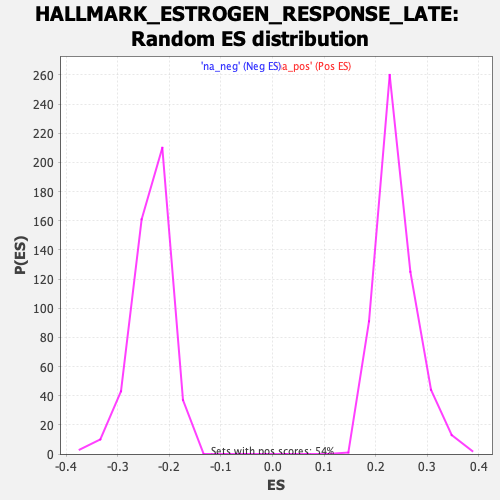 HALLMARK_ESTROGEN_RESPONSE_LATE:
Random ES distribution
'na_neg' (Neg ES)
a_pos' (Pos ES)
260
240
220
200
180
160
140
120
100
80
60
40
20
0
P(ES)
Sets with pos scores: 54%
-0.4 -0.3 -0.2 -0.1 0.0 0.1 0.2 0.3 0.4
ES